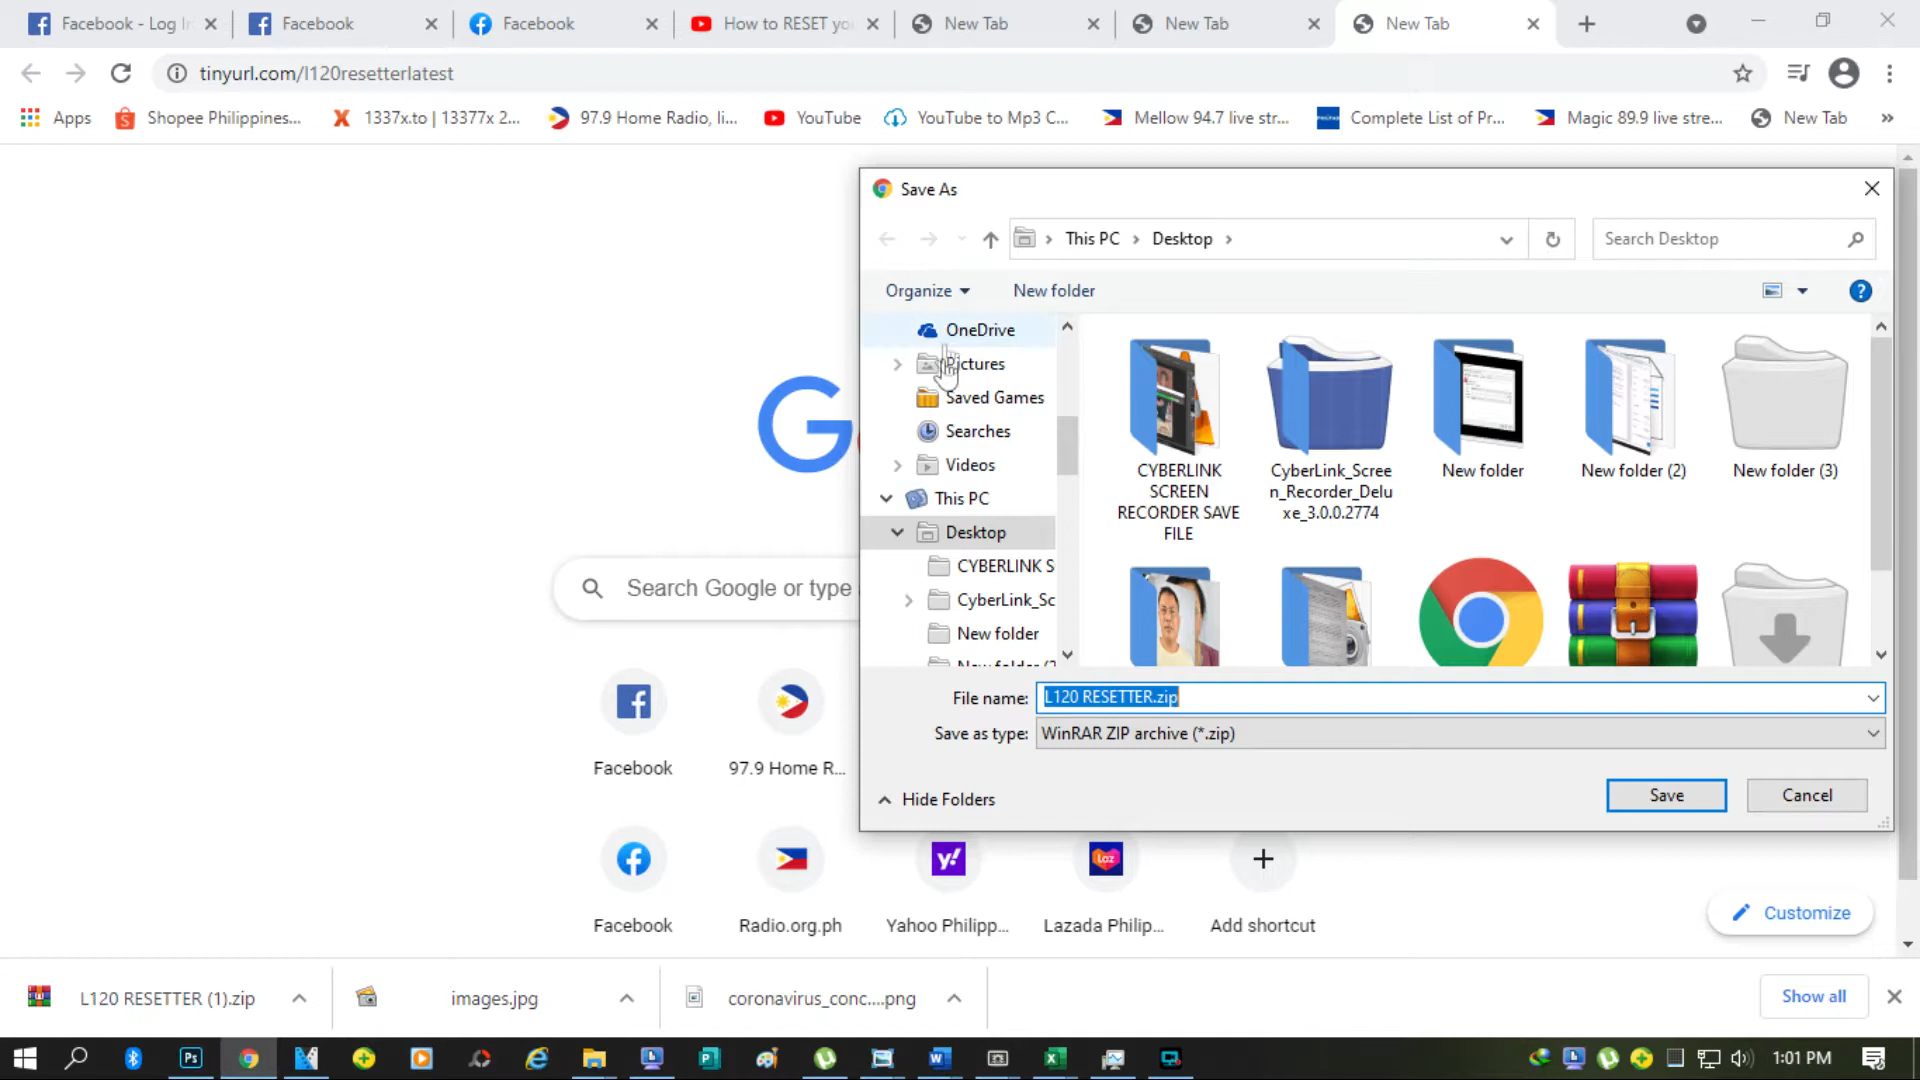 Facebook - Log In
Facebook
Facebook
How to RESET yo
New Tab
New Tab
New Tab
tinyurl.com/l120resetterlatest
Apps
Shopee Philippines...
1337x.to | 13377x 2...
97.9 Home Radio, li...
YouTube
YouTube to Mp3 C...
Mellow 94.7 live str...
Complete List of Pr...
Magic 89.9 live stre...
New Tab
»
Save As
This PC
Desktop
Search Desktop
Organize
New folder
OneDrive
Pictures
Saved Games
Searches
Videos
This PC
Desktop
CYBERLINK S
CyberLink_Sc
New folder
New folder (2
CYBERLINK
SCREEN
RECORDER SAVE
FILE
CyberLink_Scree
n_Recorder_Delu
xe_3.0.0.2774
New folder
New folder (2)
New folder (3)
File name:
L120 RESETTER.zip
Save as type:
WinRAR ZIP archive (*.zip)
Hide Folders
Save
Cancel
G
Search Google or type
Facebook
97.9 Home R...
Facebook
Radio.org.ph
Yahoo Philipp...
Lazada Philip...
Add shortcut
Customize
L120 RESETTER (1).zip
images.jpg
coronavirus_conc....png
Show all
1:01 PM